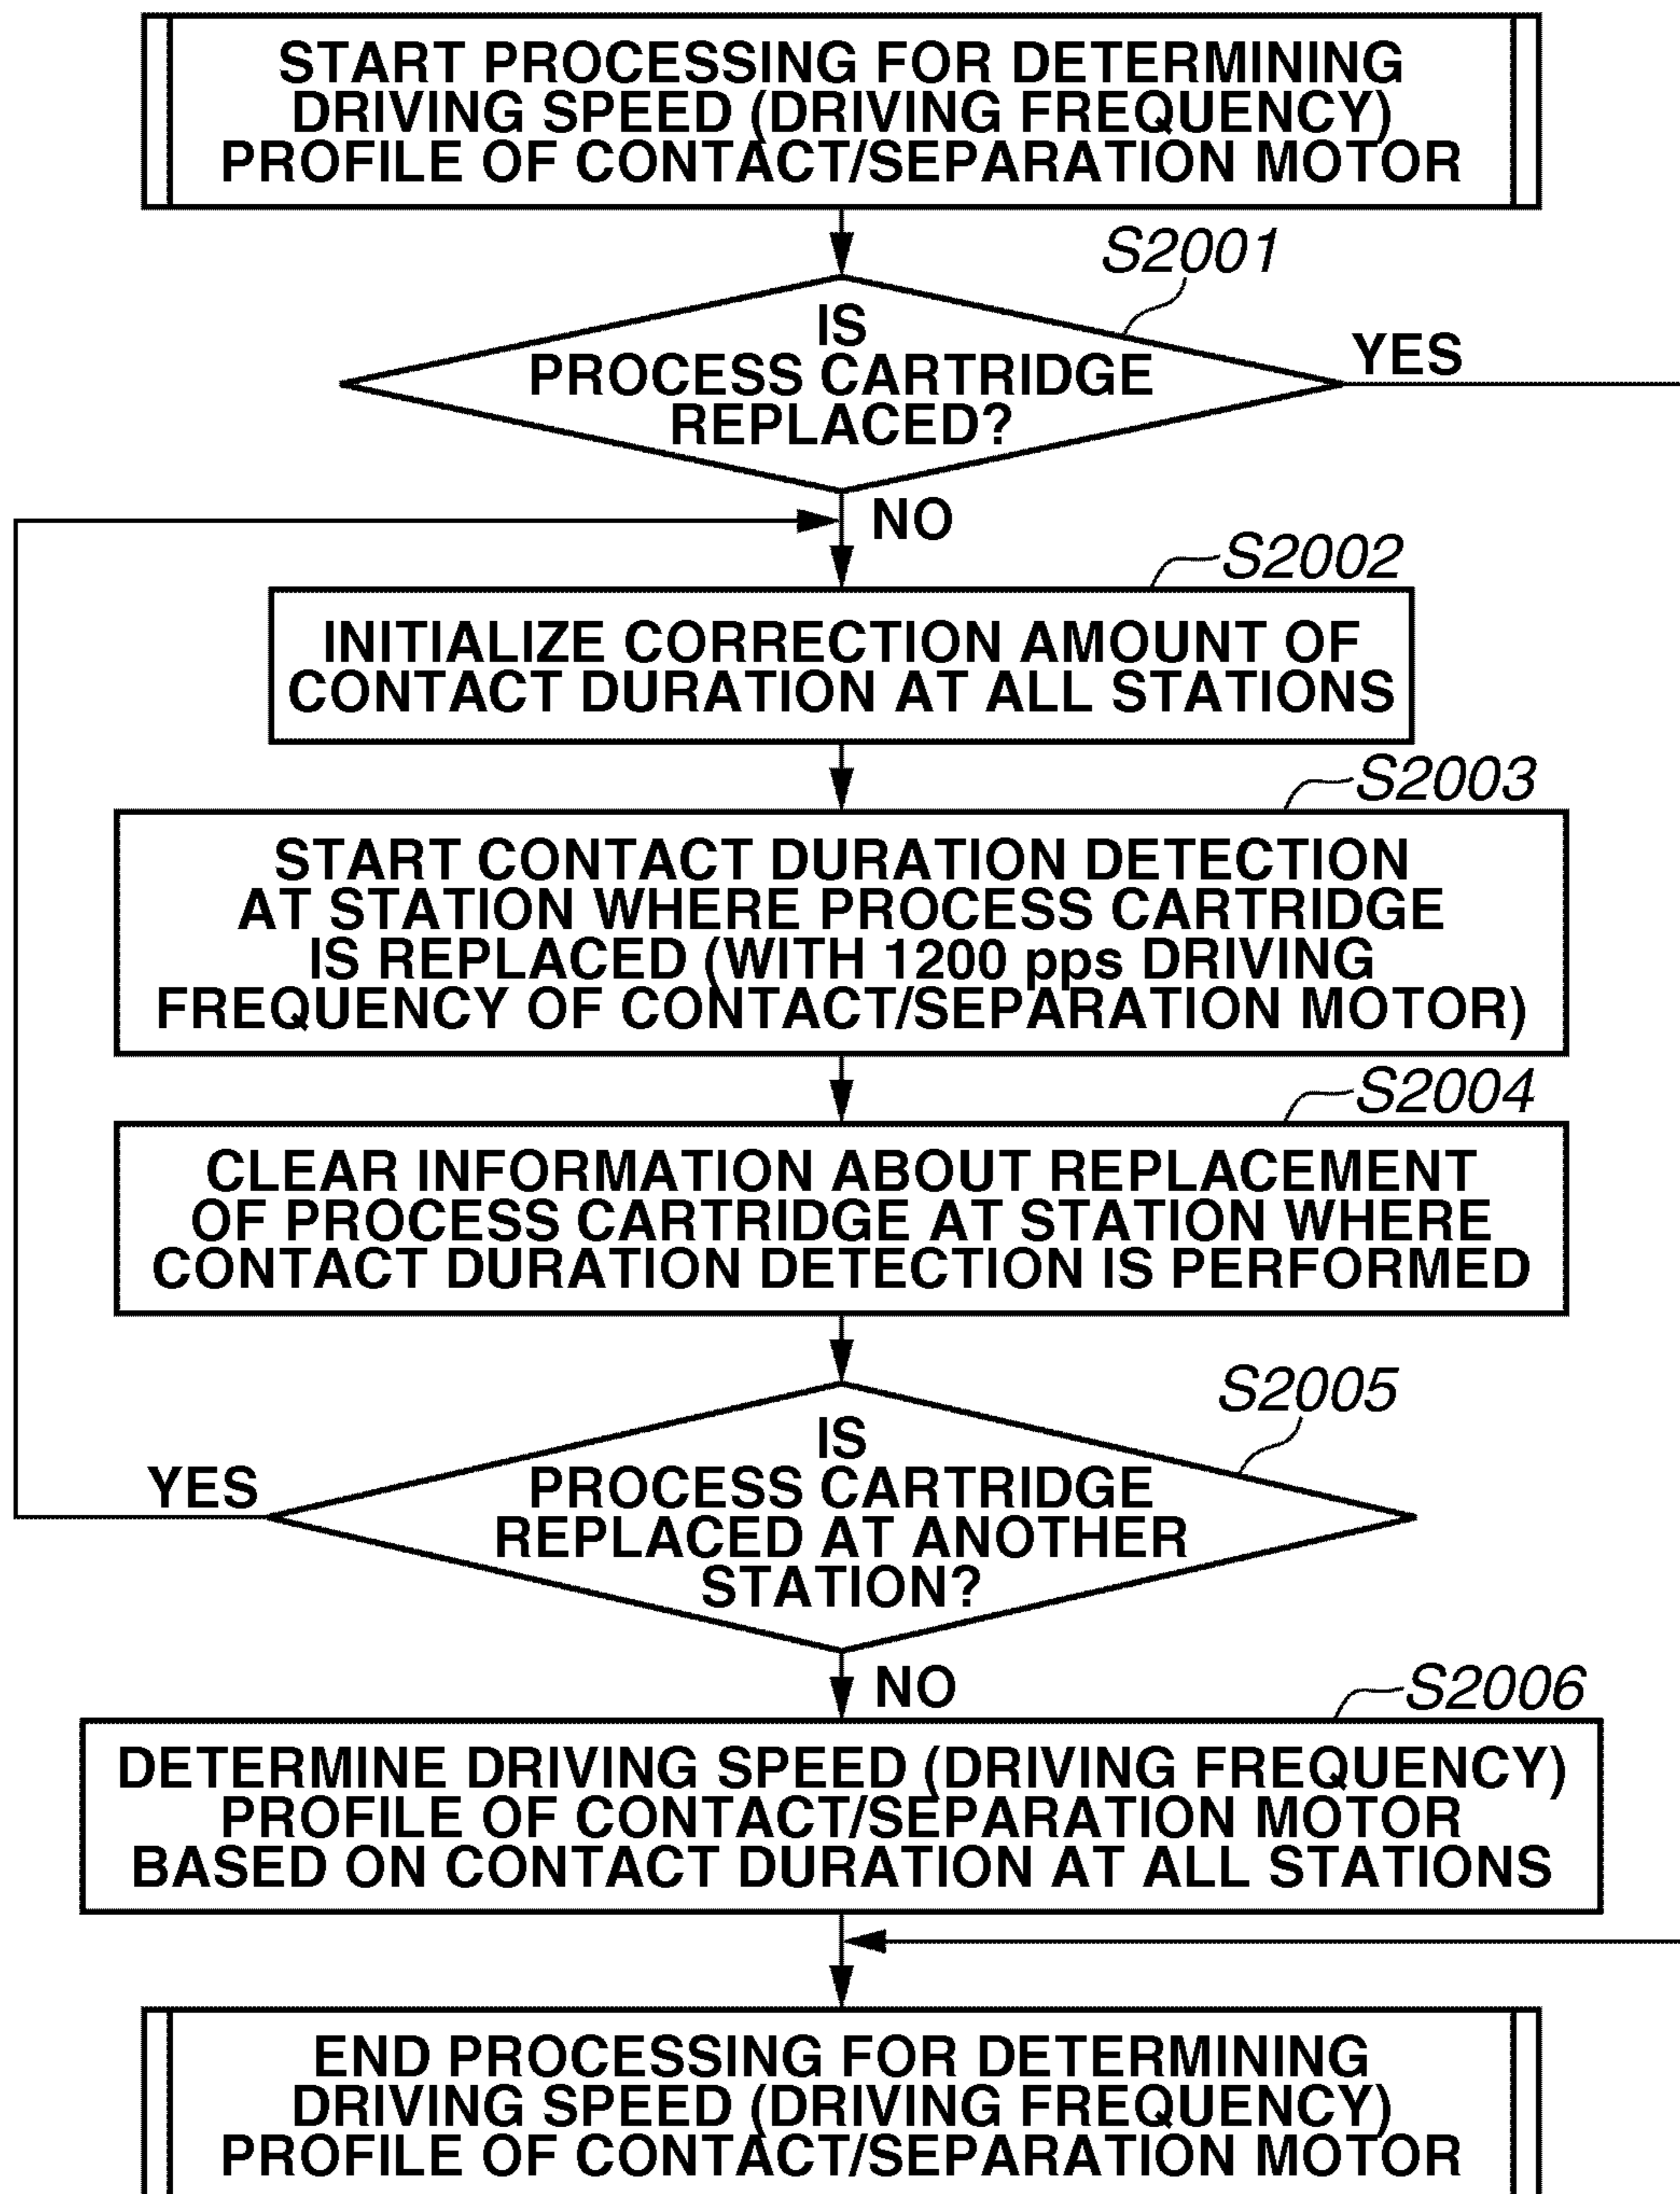 START PROCESSING FOR DETERMINING
DRIVING SPEED (DRIVING FREQUENCY)
PROFILE OF CONTACT/SEPARATION MOTOR
S2001
IS
PROCESS CARTRIDGE
REPLACED?
YES
NO
S2002
INITIALIZE CORRECTION AMOUNT OF
CONTACT DURATION AT ALL STATIONS
S2003
START CONTACT DURATION DETECTION
AT STATION WHERE PROCESS CARTRIDGE
IS REPLACED (WITH 1200 pps DRIVING
FREQUENCY OF CONTACT/SEPARATION MOTOR)
S2004
CLEAR INFORMATION ABOUT REPLACEMENT
OF PROCESS CARTRIDGE AT STATION WHERE
CONTACT DURATION DETECTION IS PERFORMED
S2005
IS
PROCESS CARTRIDGE
REPLACED AT ANOTHER
STATION?
YES
NO
S2006
DETERMINE DRIVING SPEED (DRIVING FREQUENCY)
PROFILE OF CONTACT/SEPARATION MOTOR
BASED ON CONTACT DURATION AT ALL STATIONS
END PROCESSING FOR DETERMINING
DRIVING SPEED (DRIVING FREQUENCY)
PROFILE OF CONTACT/SEPARATION MOTOR